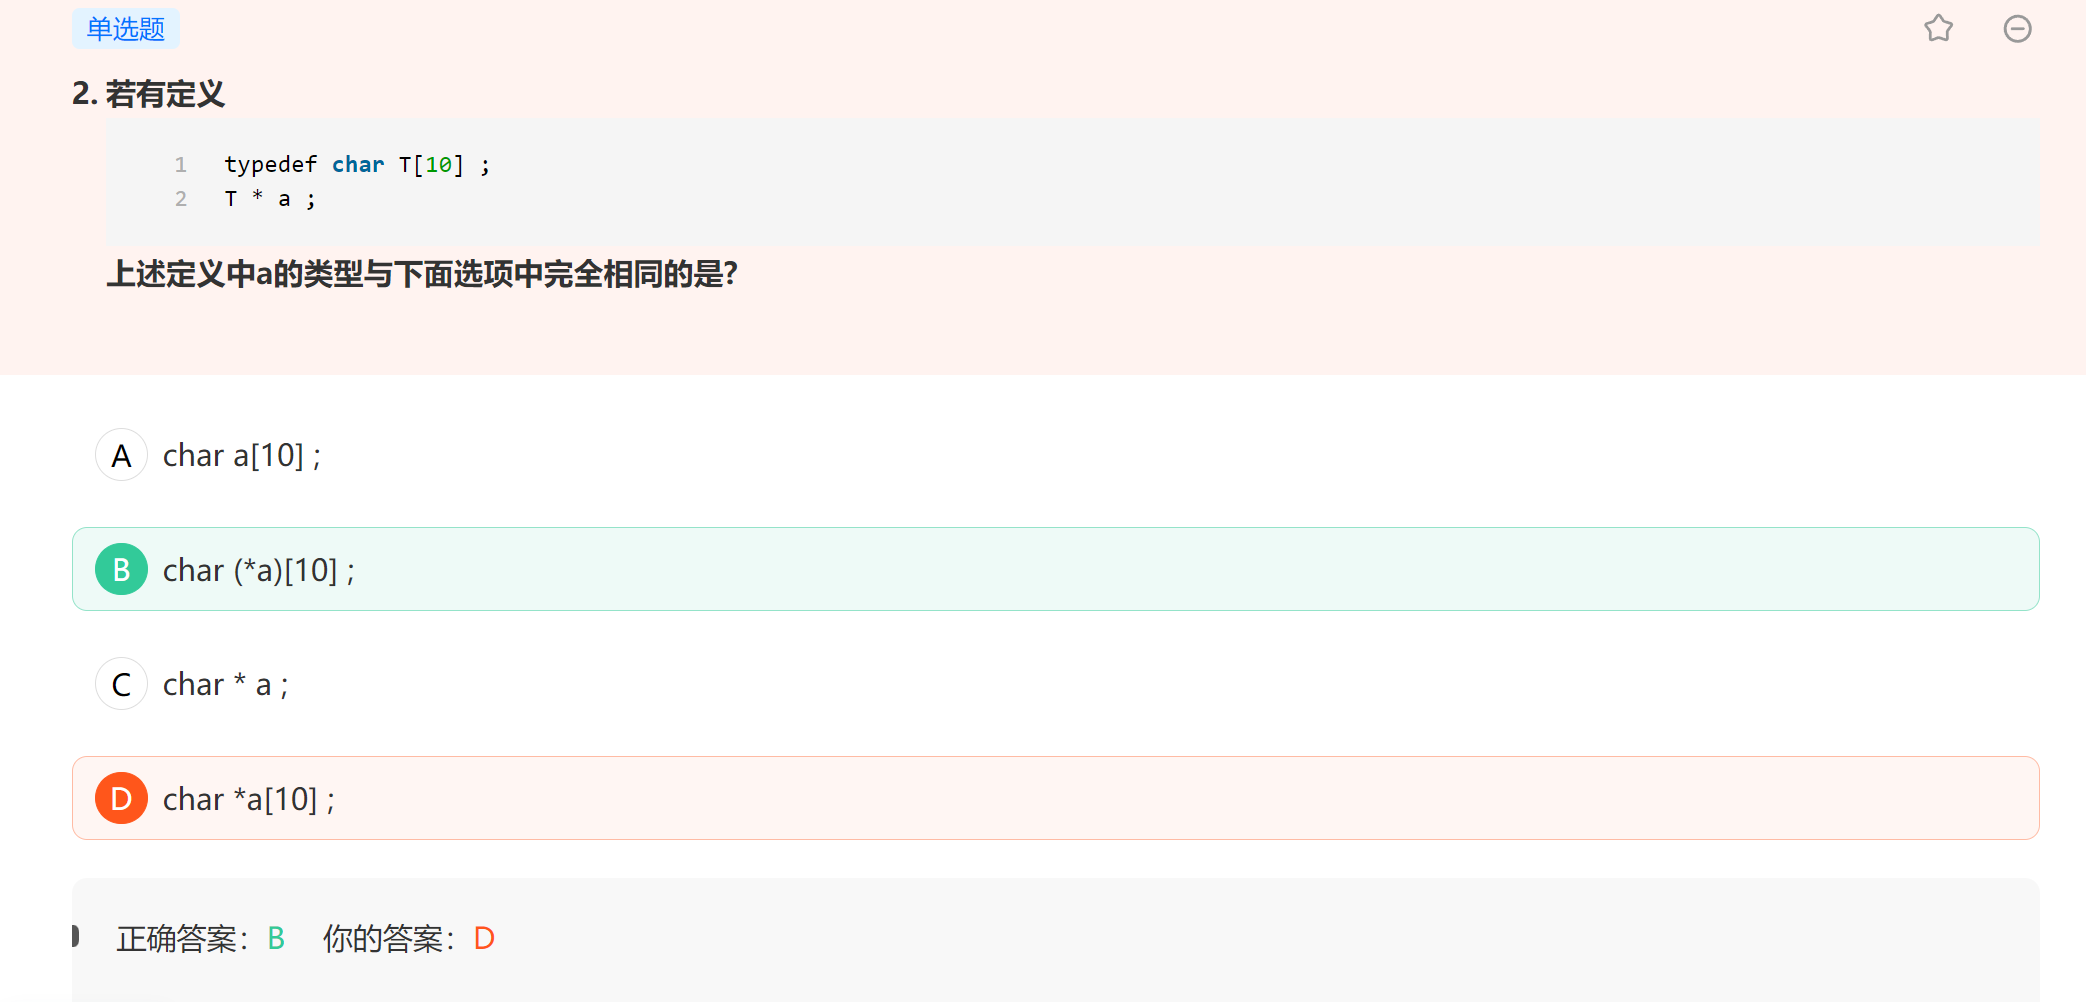 单选题
2. 若有定义
1 typedef char T[10] ;
2 T * a ;
上述定义中a的类型与下面选项中完全相同的是?
A char a[10] ;
B char (*a)[10] ;
C char * a ;
D char *a[10] ;
正确答案：B 你的答案：D